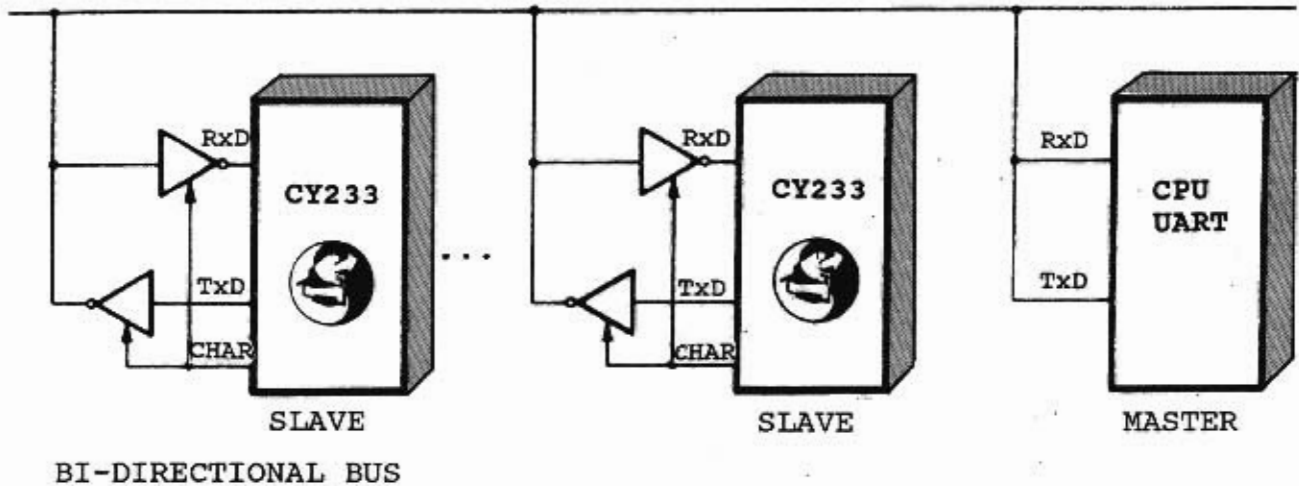 RxD
CY233
TxD
CHAR
SLAVE
...
RxD
CY233
TxD
CHAR
SLAVE
RxD
CPU
UART
TxD
MASTER
BI-DIRECTIONAL BUS